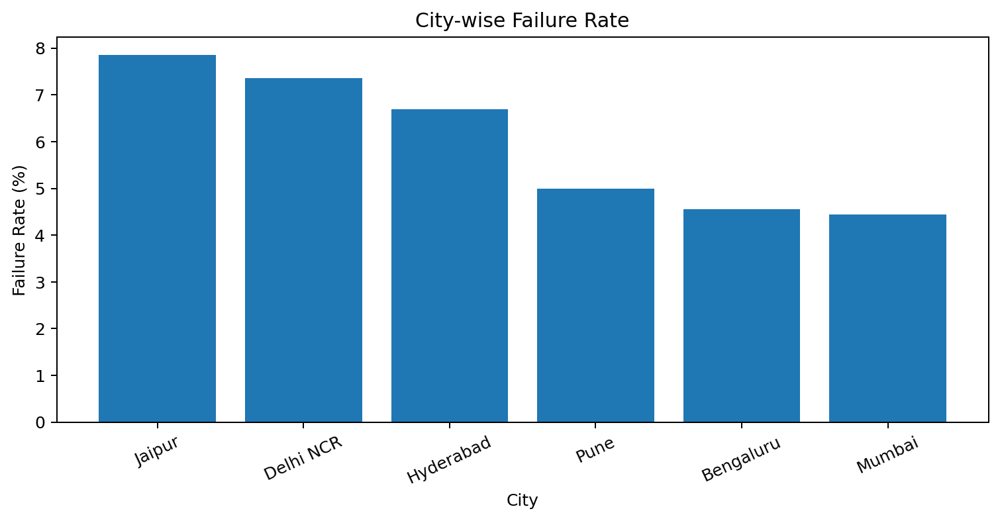 City-wise Failure Rate
Failure Rate (%)
8
7
6
5
4
3
2
1
0
Jaipur
Delhi NCR
Hyderabad
Pune
Bengaluru
Mumbai
City